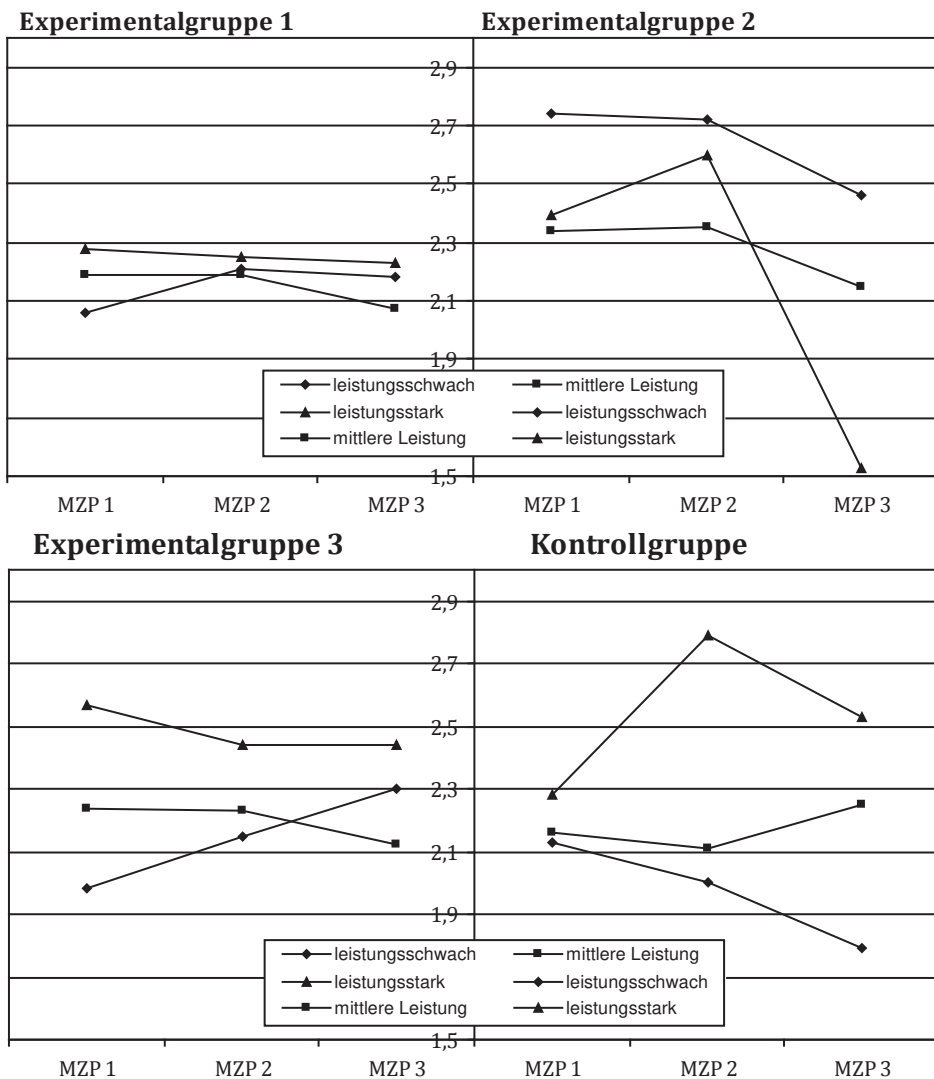 Experimentalgruppe 1
Experimentalgruppe 2
2,9
2,7
2,5
2,3
2,1
1,9
leistungsschwach
mittlere Leistung
leistungsstark
leistungsschwach
mittlere Leistung
leistungsstark
1,5
MZP 1 MZP 2 MZP 3
MZP 1 MZP 2 MZP 3
Experimentalgruppe 3
Kontrollgruppe
2,9
2,7
2,5
2,3
2,1
1,9
leistungsschwach
mittlere Leistung
leistungsstark
leistungsschwach
mittlere Leistung
leistungsstark
1,5
MZP 1 MZP 2 MZP 3
MZP 1 MZP 2 MZP 3